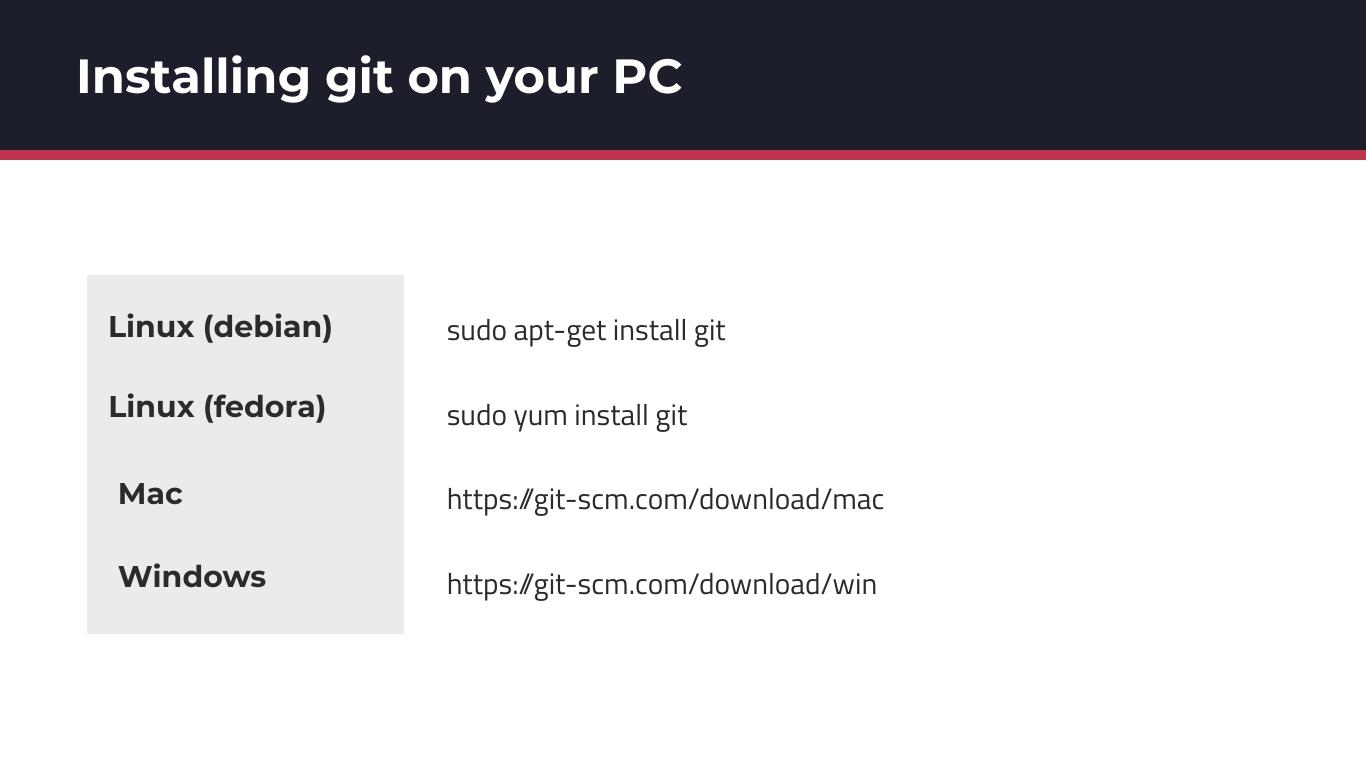 Installing git on your PC
Linux (debian) sudo apt-get install git
Linux (fedora) sudo yum install git
Mac https://git-scm.com/download/mac
Windows https://git-scm.com/download/win